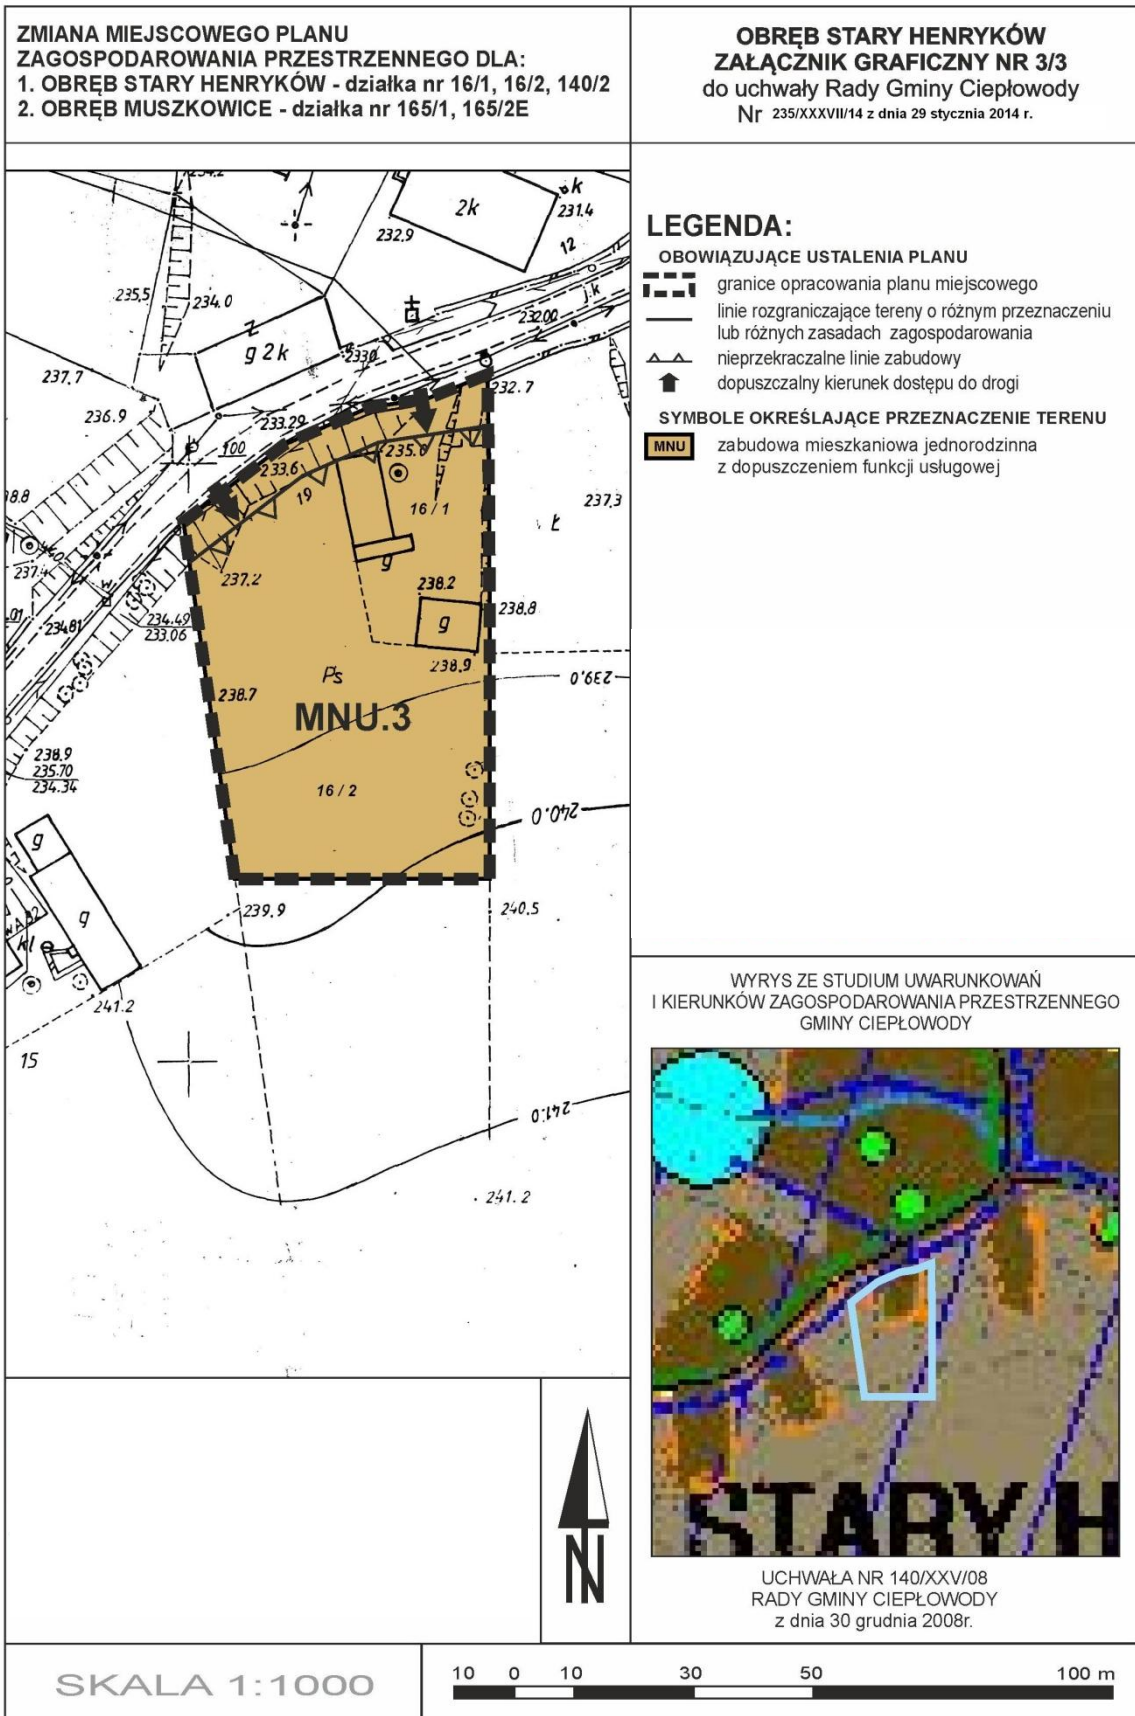 ZMIANA MIEJSCOWEGO PLANU
ZAGOSPODAROWANIA PRZESTRZENNEGO DLA:
1. OBRĘB STARY HENRYKÓW - działka nr 16/1, 16/2, 140/2
2. OBRĘB MUSZKOWICE - działka nr 165/1, 165/2E
OBRĘB STARY HENRYKÓW
ZAŁĄCZNIK GRAFICZNY NR 3/3
do uchwały Rady Gminy Ciepłowody
Nr 235/XXXVII/14 z dnia 29 stycznia 2014 r.
234.2
2k
k
231.4
232.9
12
235,5
234.0
j.k
232.00
z
g 2k
2330
237.7
232.7
236.9
233.29
100
235.0
233.6
19
16 / 1
237.3
Ł
237.4
237.2
g
238.2
238.8
234.81
234.49
233.06
g
238.9
Ps
239.0
238.7
MNU.3
238.9
235.70
234.34
16 / 2
240.0
g
g
239.9
240.5
kl
241.2
15
241.0
241.2
LEGENDA:
OBOWIĄZUJĄCE USTALENIA PLANU
granice opracowania planu miejscowego
linie rozgraniczające tereny o różnym przeznaczeniu
lub różnych zasadach zagospodarowania
nieprzekraczalne linie zabudowy
dopuszczalny kierunek dostępu do drogi
SYMBOLE OKREŚLAJĄCE PRZEZNACZENIE TERENU
MNU zabudowa mieszkaniowa jednorodzinna
z dopuszczeniem funkcji usługowej
WYRYS ZE STUDIUM UWARUNKOWAŃ
I KIERUNKÓW ZAGOSPODAROWANIA PRZESTRZENNEGO
GMINY CIEPŁOWODY
STARY H
UCHWAŁA NR 140/XXV/08
RADY GMINY CIEPŁOWODY
z dnia 30 grudnia 2008r.
N
SKALA 1:1000
10 0 10 30 50 100 m